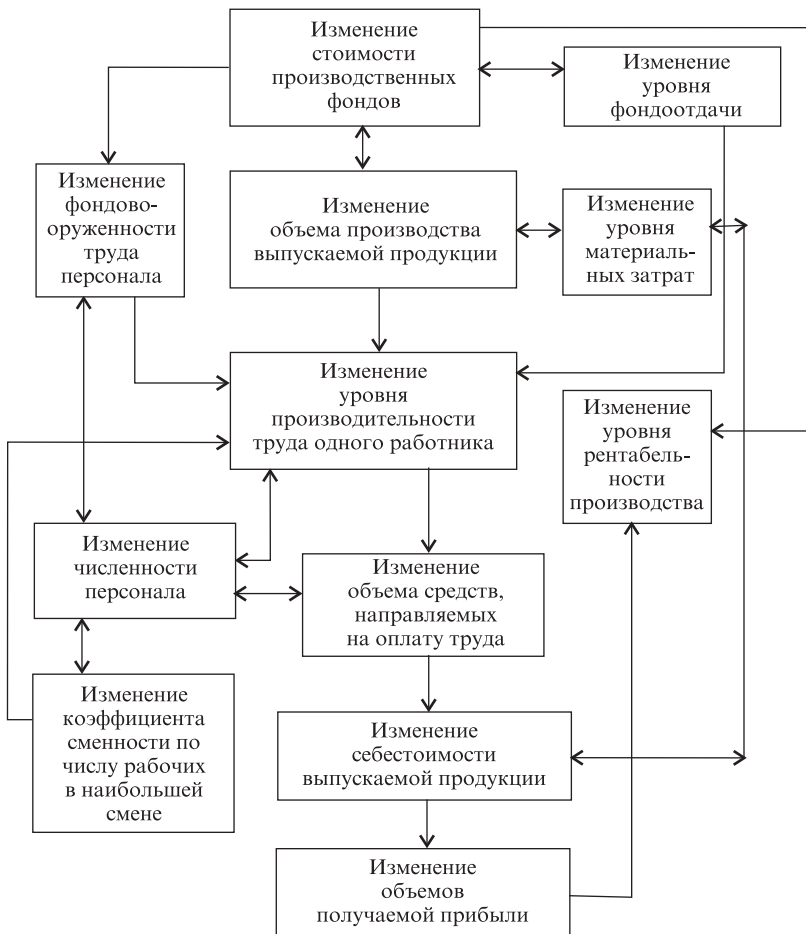 Изменение
стоимости
производственных
фондов
Изменение
уровня
фондоотдачи
Изменение
фондово-
оруженности
труда
персонала
Изменение
объема производства
выпускаемой продукции
Изменение
уровня
материаль-
ных затрат
Изменение
уровня
производительности
труда одного работника
Изменение
уровня
рентабель-
ности
производства
Изменение
численности
персонала
Изменение
объема средств,
направляемых
на оплату труда
Изменение
коэффициента
сменности по
числу рабочих
в наибольшей
смене
Изменение
себестоимости
выпускаемой продукции
Изменение
объемов
получаемой прибыли